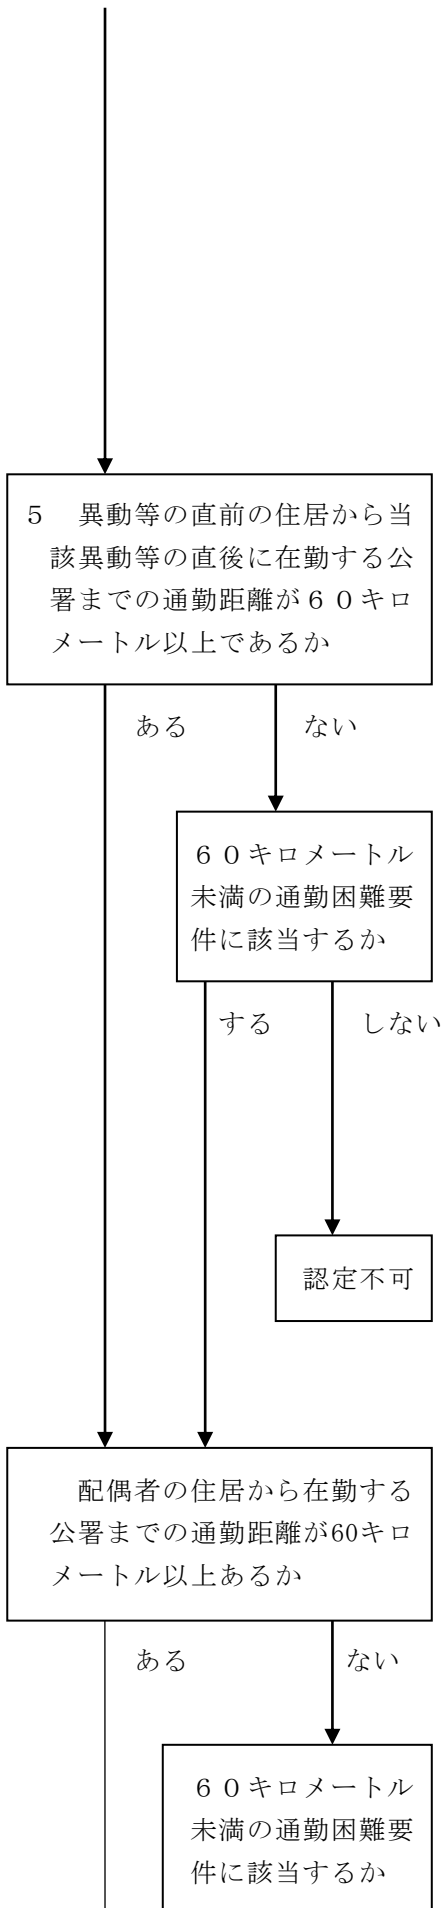 5　異動等の直前の住居から当
該異動等の直後に在勤する公
署までの通勤距離が６０キロ
メートル以上であるか
ある
ない
６０キロメートル
未満の通勤困難要
件に該当するか
する
しない
認定不可
配偶者の住居から在勤する
公署までの通勤距離が60キロ
メートル以上あるか
ある
ない
６０キロメートル
未満の通勤困難要
件に該当するか